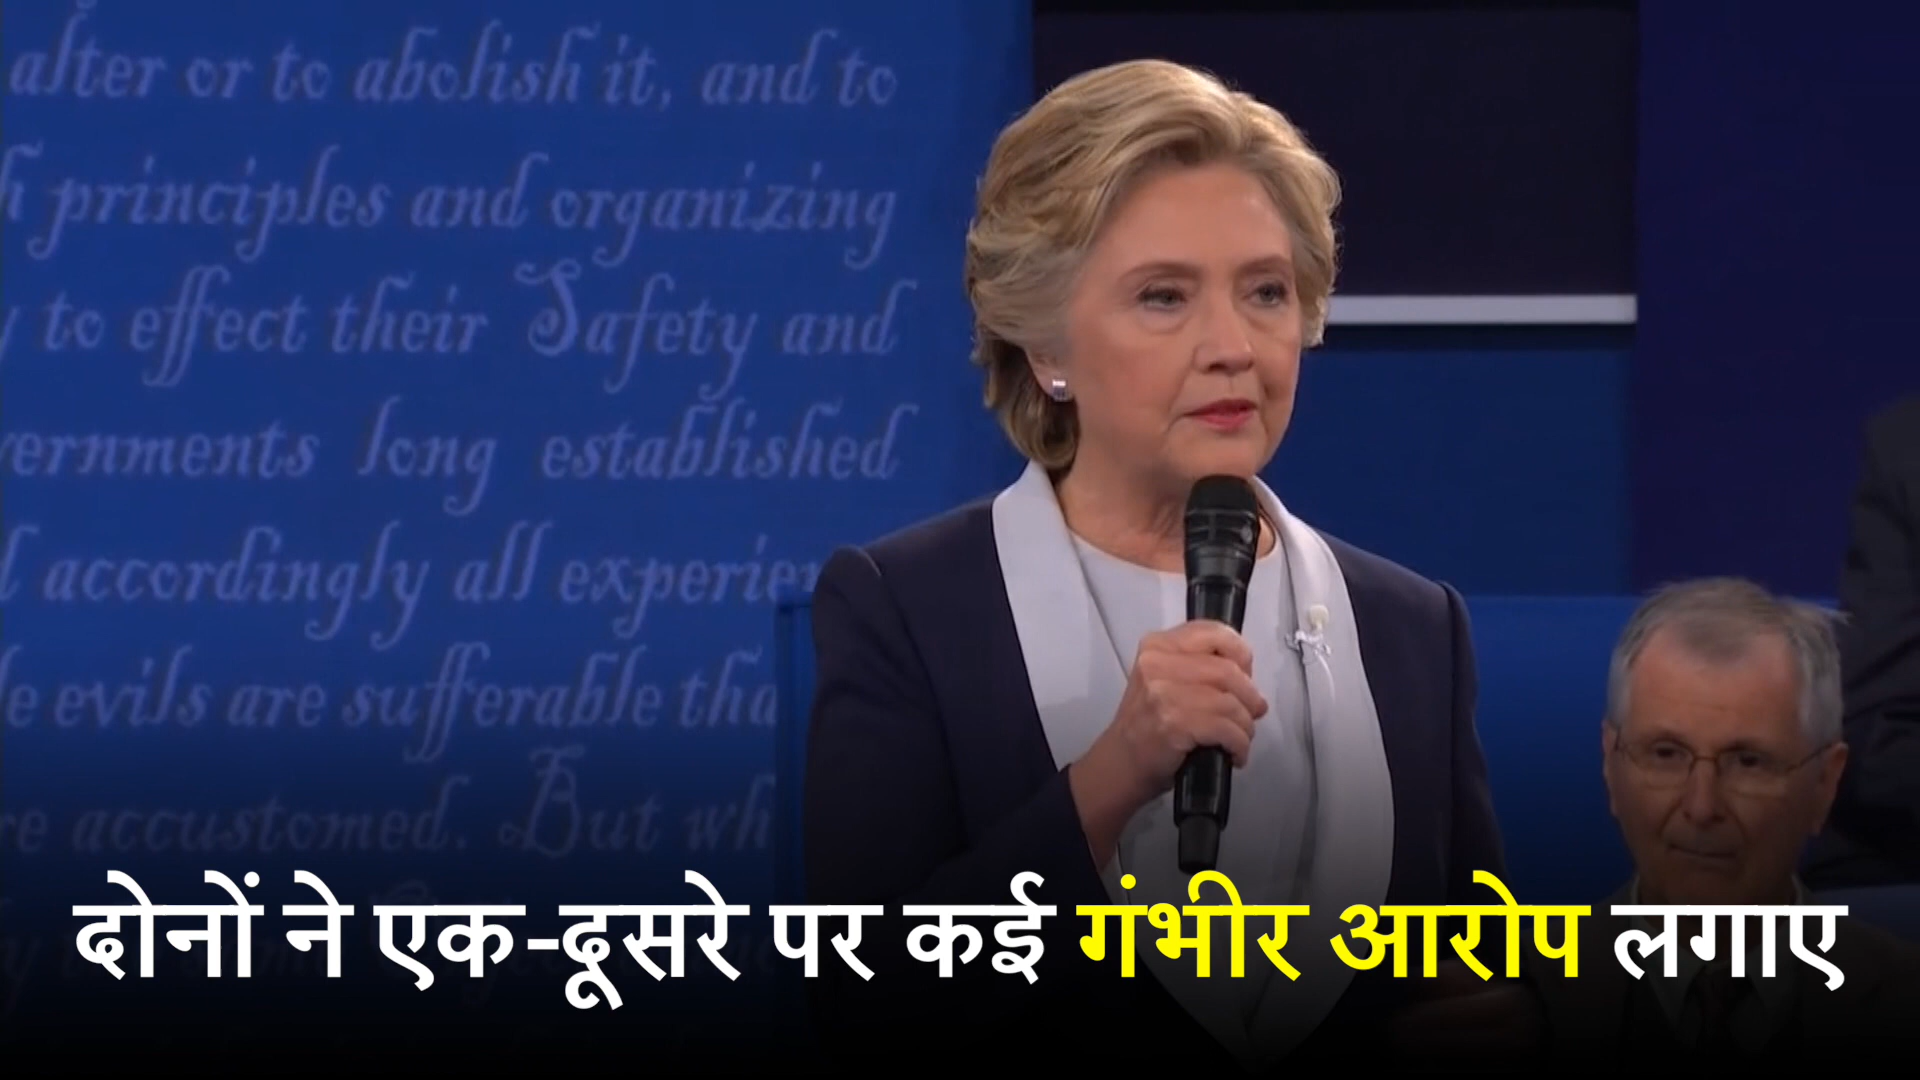 alter or to abolish it, and to
h principles and organizing
to effect their Safety and
vernments long established
accordingly all experien
evils are sufferable tha
re accustomed. But wh
दोनों ने एक-दूसरे पर कई गंभीर आरोप लगाए